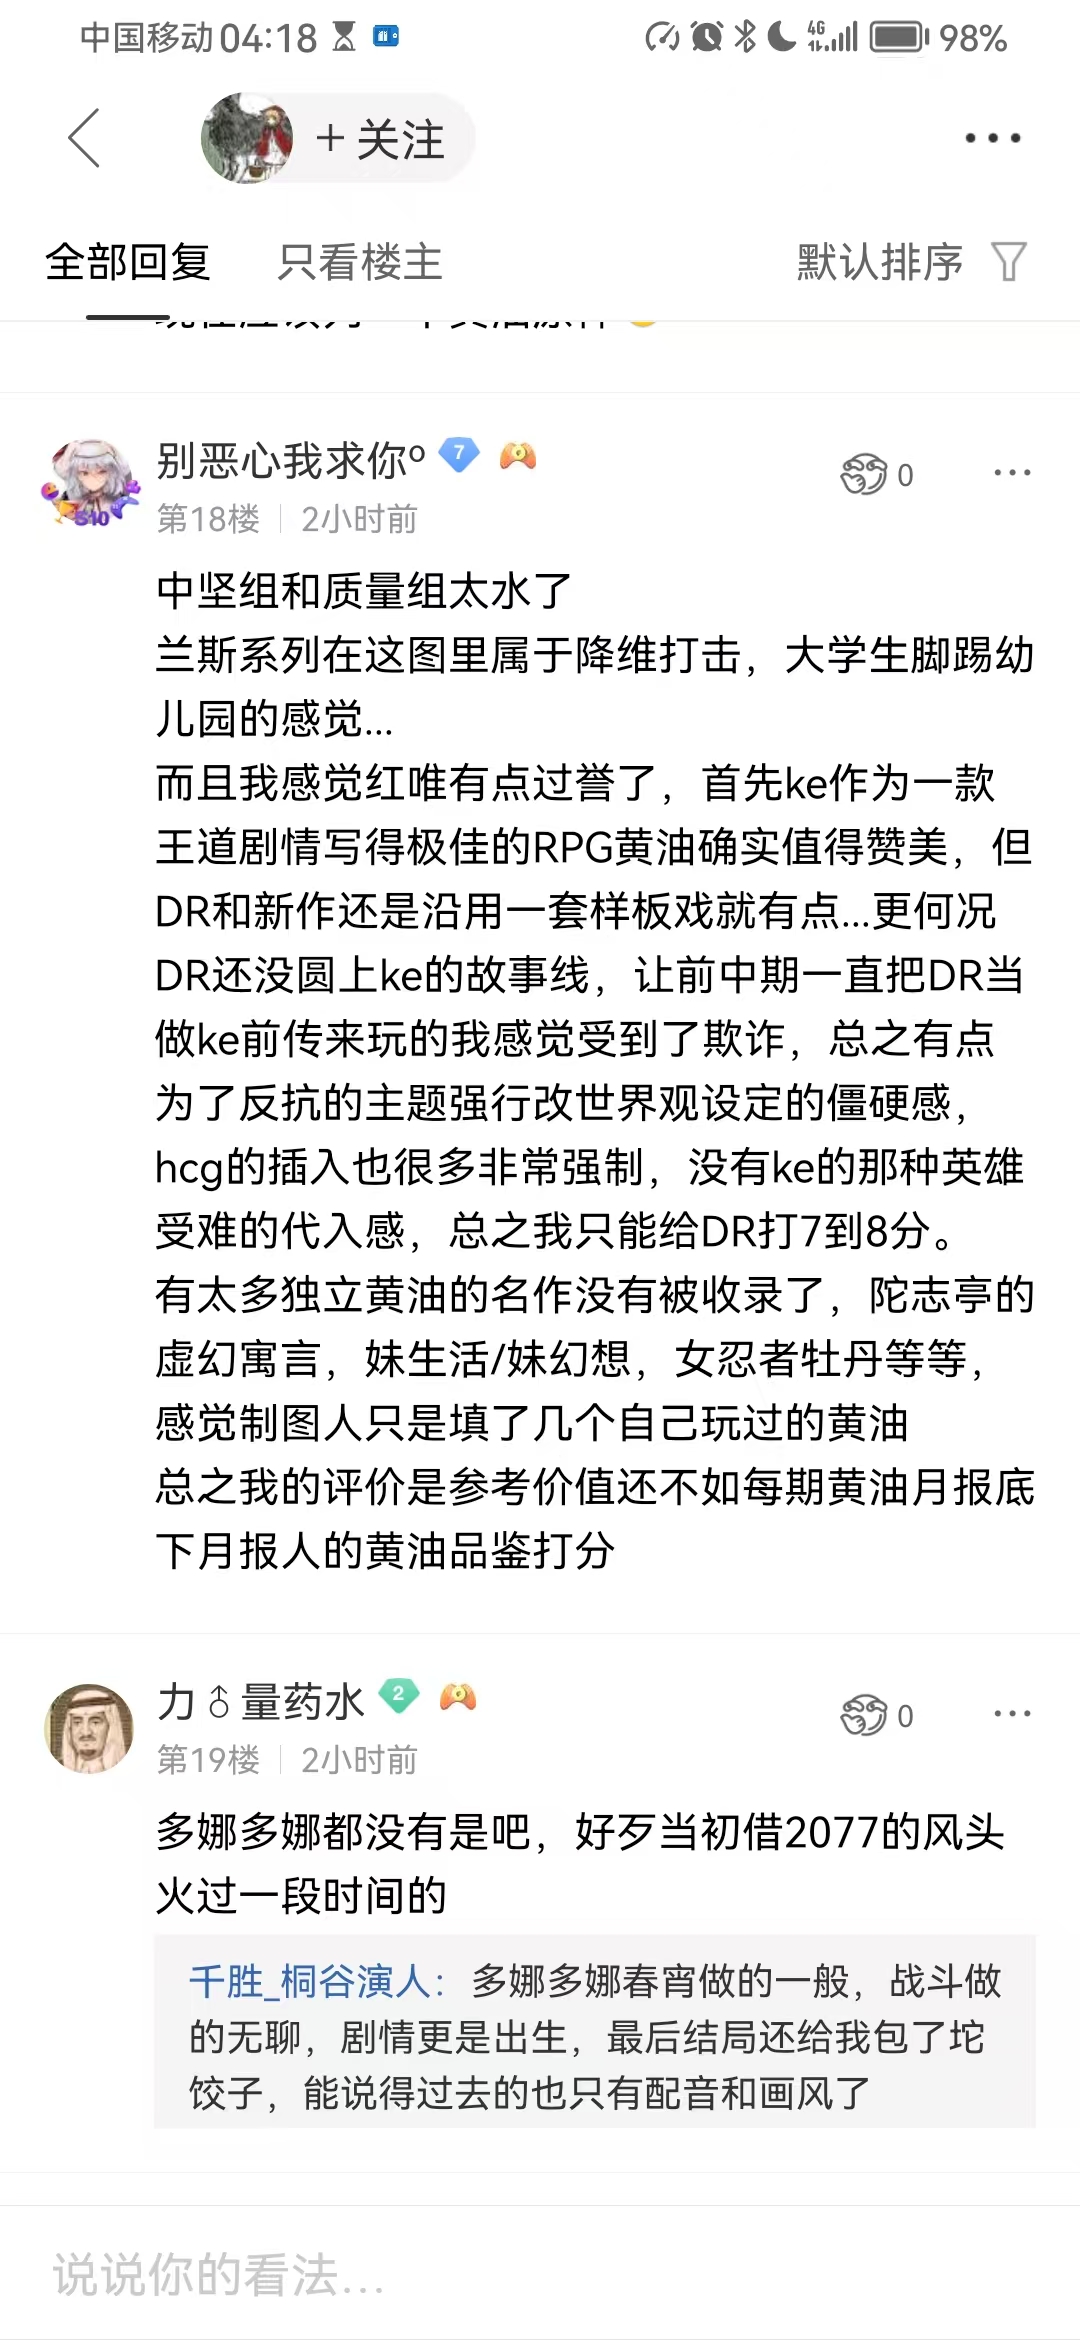 中国移动 04:18 4G 98%
+ 关注
全部回复 只看楼主 默认排序
别恶心我求你º 7 0
S10
第18楼 2小时前
中坚组和质量组太水了
兰斯系列在这图里属于降维打击，大学生脚踢幼
儿园的感觉...
而且我感觉红唯有点过誉了，首先ke作为一款
王道剧情写得极佳的RPG黄油确实值得赞美，但
DR和新作还是沿用一套样板戏就有点...更何况
DR还没圆上ke的故事线，让前中期一直把DR当
做ke前传来玩的我感觉受到了欺诈，总之有点
为了反抗的主题强行改世界观设定的僵硬感，
hcg的插入也很多非常强制，没有ke的那种英雄
受难的代入感，总之我只能给DR打7到8分。
有太多独立黄油的名作没有被收录了，陀志亭的
虚幻寓言，妹生活/妹幻想，女忍者牡丹等等，
感觉制图人只是填了几个自己玩过的黄油
总之我的评价是参考价值还不如每期黄油月报底
下月报人的黄油品鉴打分
力♂量药水 2 0
第19楼 2小时前
多娜多娜都没有是吧，好歹当初借2077的风头
火过一段时间的
千胜_桐谷演人：多娜多娜春宵做的一般，战斗做
的无聊，剧情更是出生，最后结局还给我包了坨
饺子，能说得过去的也只有配音和画风了
说说你的看法...